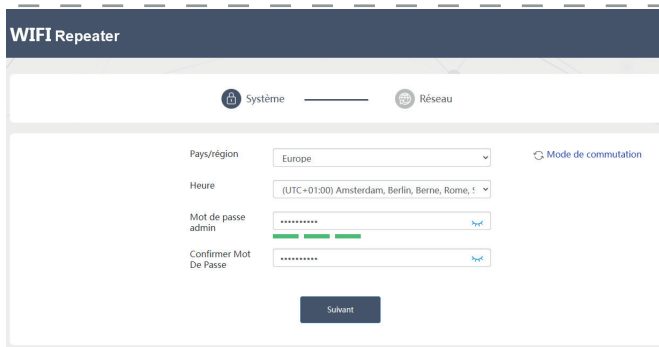 WIFI Repeater
Système
Réseau
Pays/région
Europe
Mode de commutation
Heure
(UTC+01:00) Amsterdam, Berlin, Berne, Rome,
Mot de passe
admin
••••••••••
Confirmer Mot
De Passe
••••••••••
Suivant